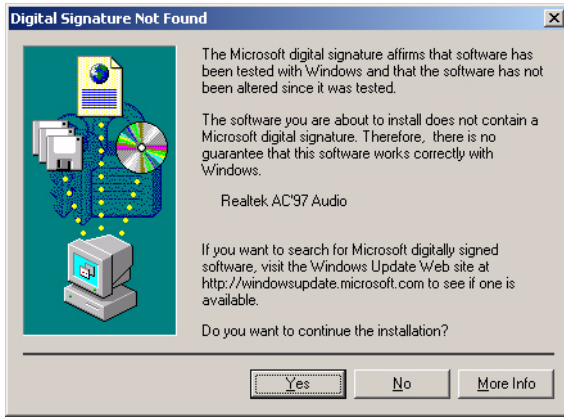 Digital Signature Not Found
The Microsoft digital signature affirms that software has
been tested with Windows and that the software has not
been altered since it was tested.
The software you are about to install does not contain a
Microsoft digital signature. Therefore, there is no
guarantee that this software works correctly with
Windows.
Realtek AC'97 Audio
If you want to search for Microsoft digitally signed
software, visit the Windows Update Web site at
http://windowsupdate.microsoft.com to see if one is
available.
Do you want to continue the installation?
Yes No More Info